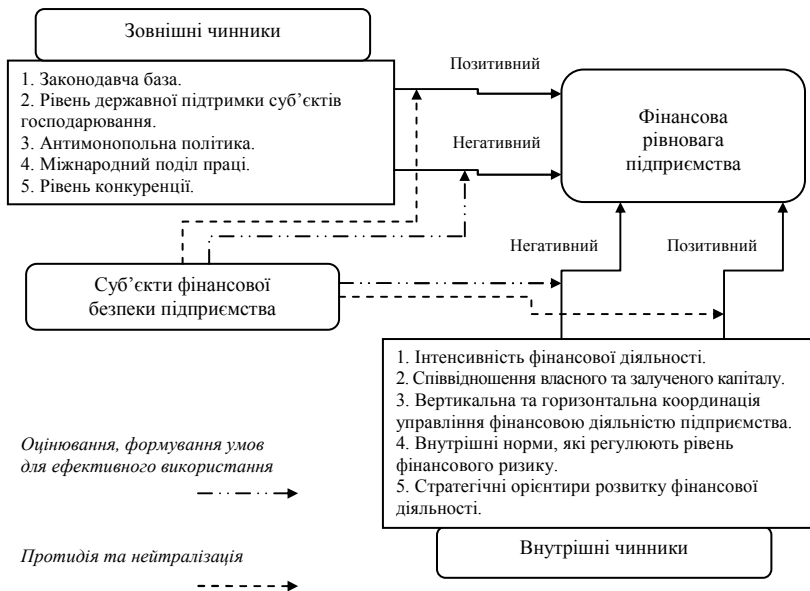 Зовнішні чинники
1. Законодавча база.
2. Рівень державної підтримки суб’єктів
господарювання.
3. Антимонопольна політика.
4. Міжнародний поділ праці.
5. Рівень конкуренції.
Позитивний
Негативний
Фінансова
рівновага
підприємства
Негативний
Позитивний
Суб’єкти фінансової
безпеки підприємства
1. Інтенсивність фінансової діяльності.
2. Співвідношення власного та залученого капіталу.
3. Вертикальна та горизонтальна координація
управління фінансовою діяльністю підприємства.
4. Внутрішні норми, які регулюють рівень
фінансового ризику.
5. Стратегічні орієнтири розвитку фінансової
діяльності.
Внутрішні чинники
Оцінювання, формування умов
для ефективного використання
Протидія та нейтралізація